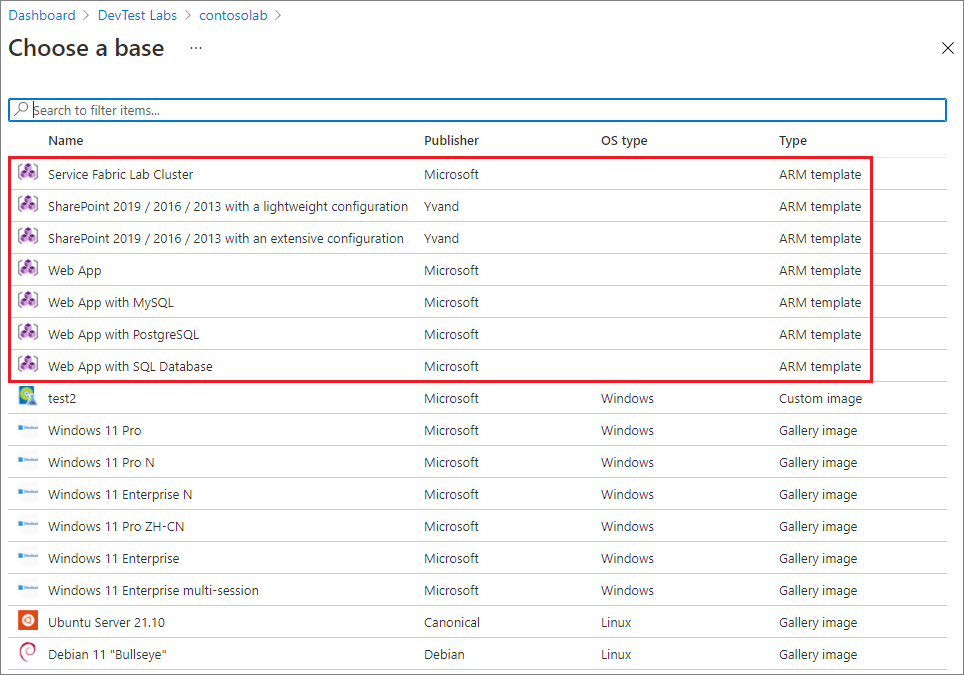 Dashboard > DevTest Labs > contosolab >
Choose a base ...
Search to filter items...
Name Publisher OS type Type
Service Fabric Lab Cluster Microsoft ARM template
SharePoint 2019 / 2016 / 2013 with a lightweight configuration Yvand ARM template
SharePoint 2019 / 2016 / 2013 with an extensive configuration Yvand ARM template
Web App Microsoft ARM template
Web App with MySQL Microsoft ARM template
Web App with PostgreSQL Microsoft ARM template
Web App with SQL Database Microsoft ARM template
test2 Microsoft Windows Custom image
Windows 11 Pro Microsoft Windows Gallery image
Windows 11 Pro N Microsoft Windows Gallery image
Windows 11 Enterprise N Microsoft Windows Gallery image
Windows 11 Pro ZH-CN Microsoft Windows Gallery image
Windows 11 Enterprise Microsoft Windows Gallery image
Windows 11 Enterprise multi-session Microsoft Windows Gallery image
Ubuntu Server 21.10 Canonical Linux Gallery image
Debian 11 "Bullseye" Debian Linux Gallery image